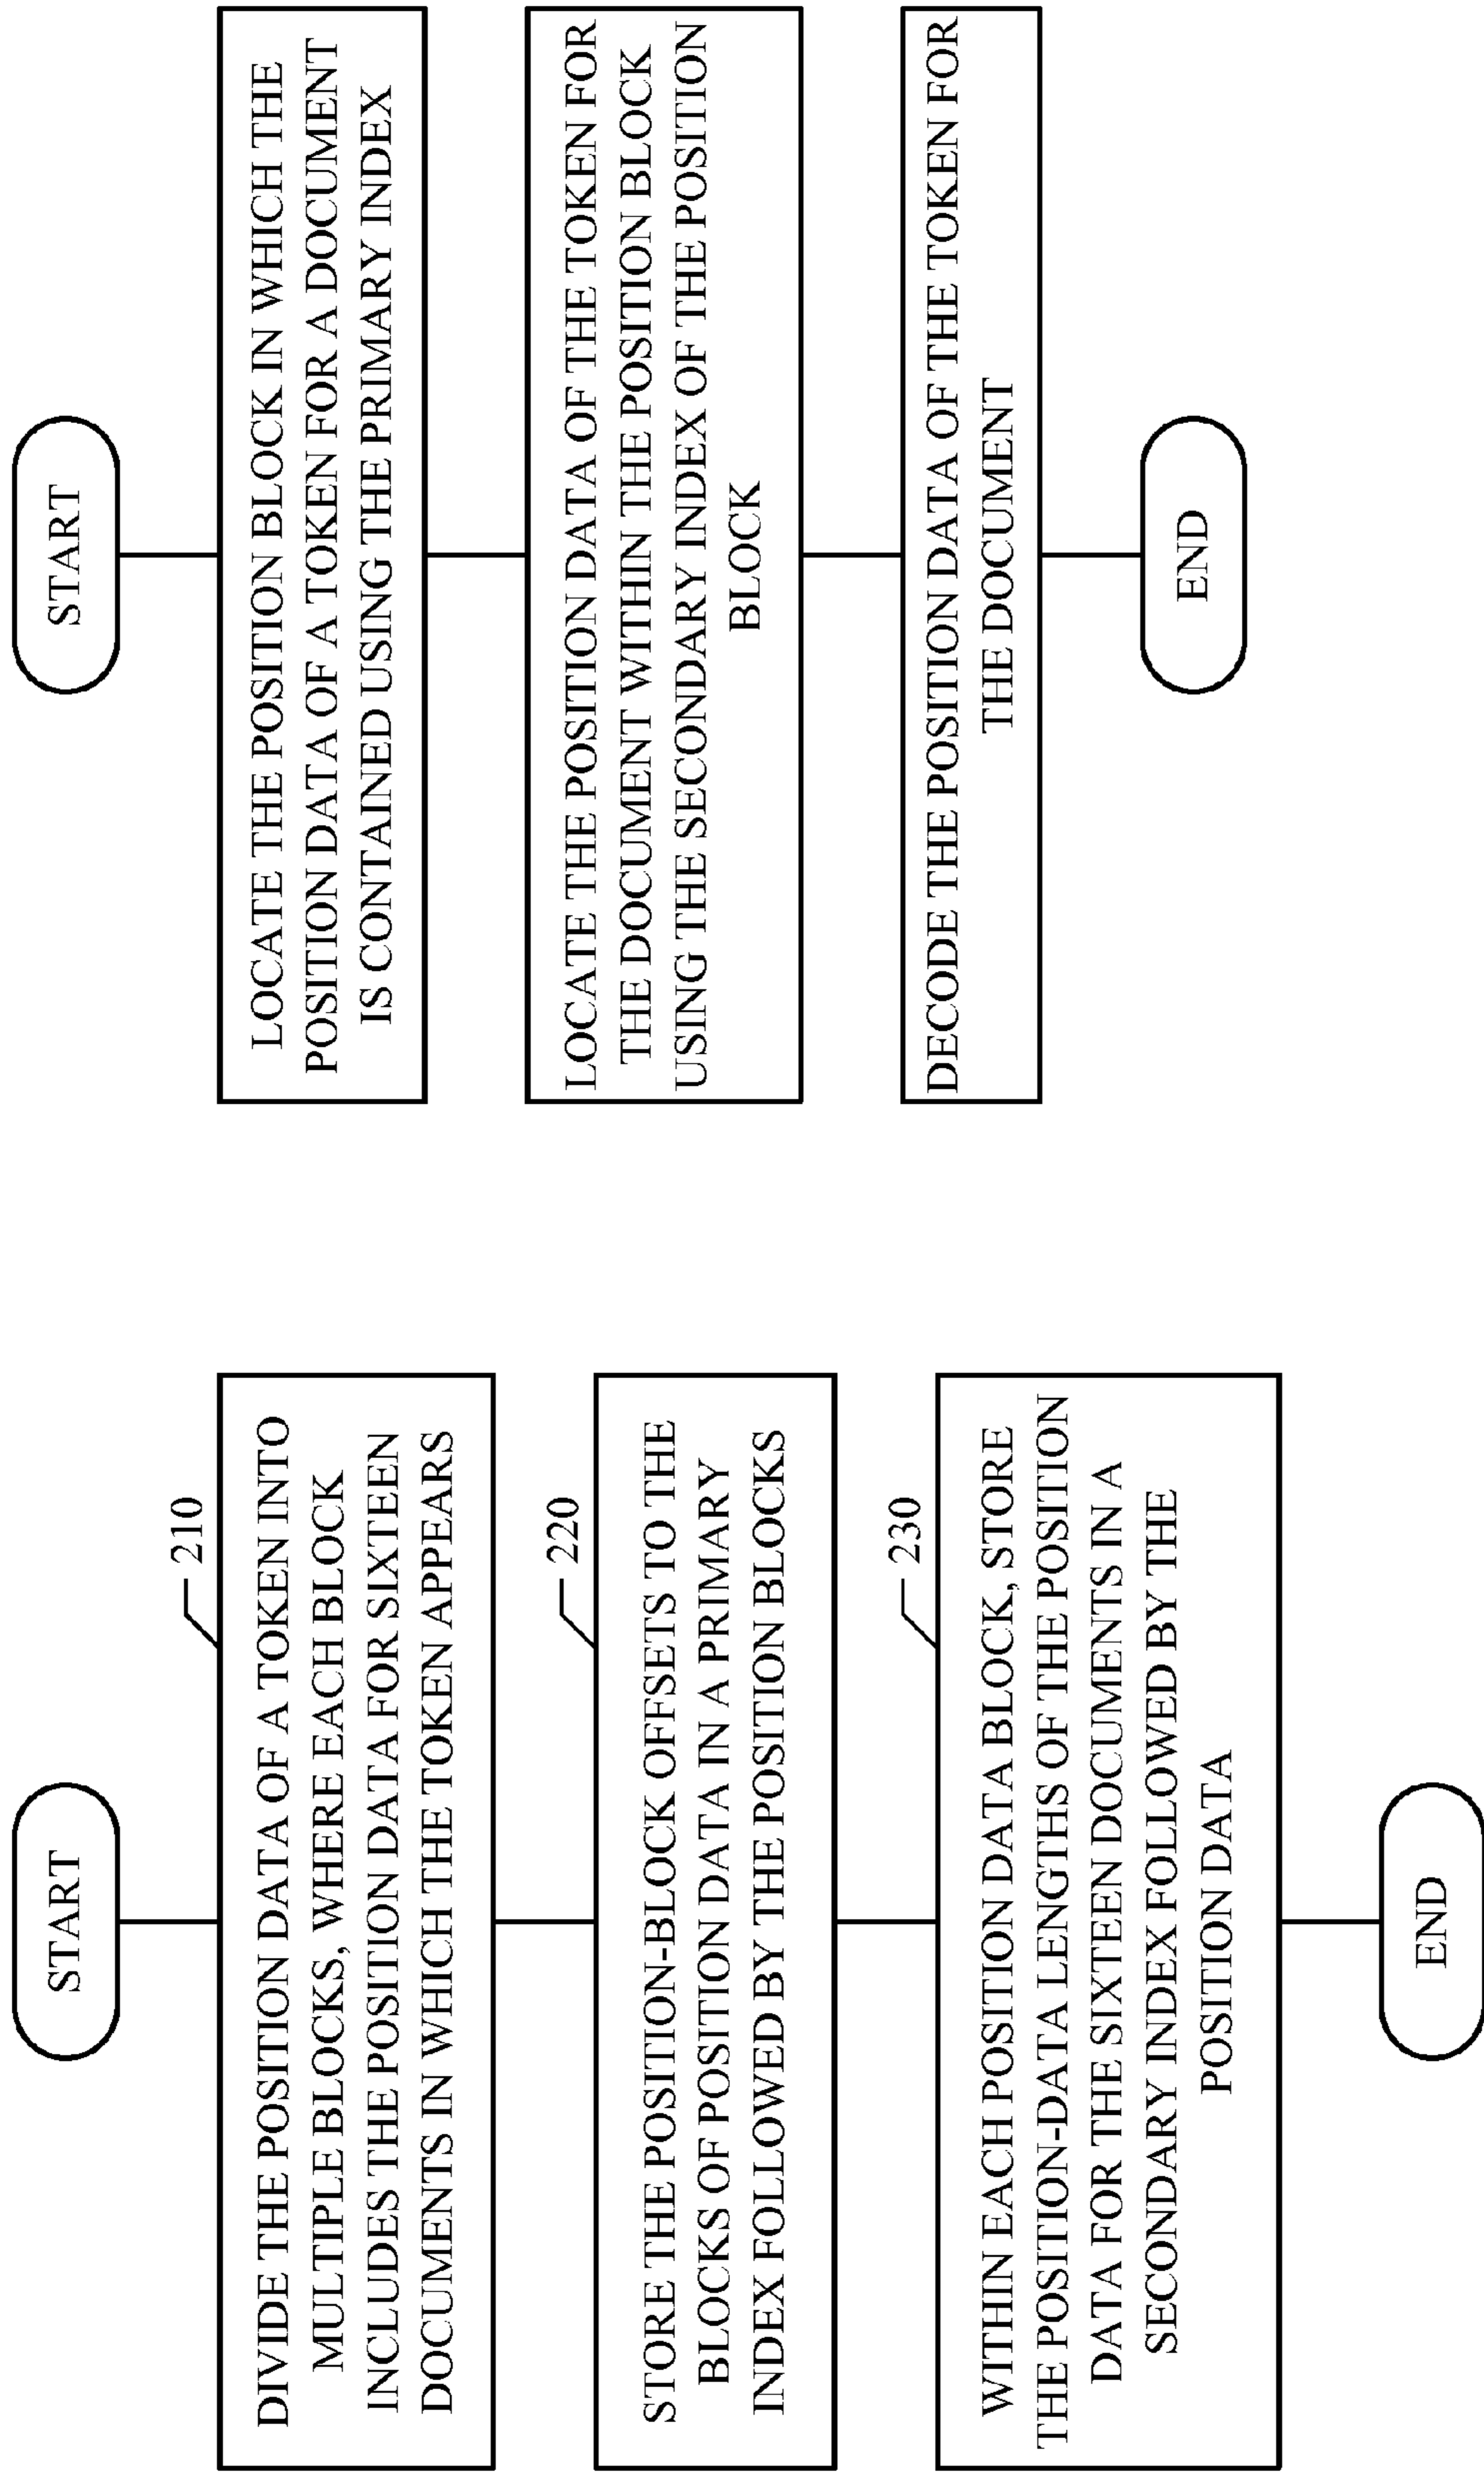 START
210
DIVIDE THE POSITION DATA OF A TOKEN INTO
MULTIPLE BLOCKS, WHERE EACH BLOCK
INCLUDES THE POSITION DATA FOR SIXTEEN
DOCUMENTS IN WHICH THE TOKEN APPEARS
220
STORE THE POSITION-BLOCK OFFSETS TO THE
BLOCKS OF POSITION DATA IN A PRIMARY
INDEX FOLLOWED BY THE POSITION BLOCKS
230
WITHIN EACH POSITION DATA BLOCK, STORE
THE POSITION-DATA LENGTHS OF THE POSITION
DATA FOR THE SIXTEEN DOCUMENTS IN A
SECONDARY INDEX FOLLOWED BY THE
POSITION DATA
END
START
LOCATE THE POSITION BLOCK IN WHICH THE
POSITION DATA OF A TOKEN FOR A DOCUMENT
IS CONTAINED USING THE PRIMARY INDEX
LOCATE THE POSITION DATA OF THE TOKEN FOR
THE DOCUMENT WITHIN THE POSITION BLOCK
USING THE SECONDARY INDEX OF THE POSITION
BLOCK
DECODE THE POSITION DATA OF THE TOKEN FOR
THE DOCUMENT
END